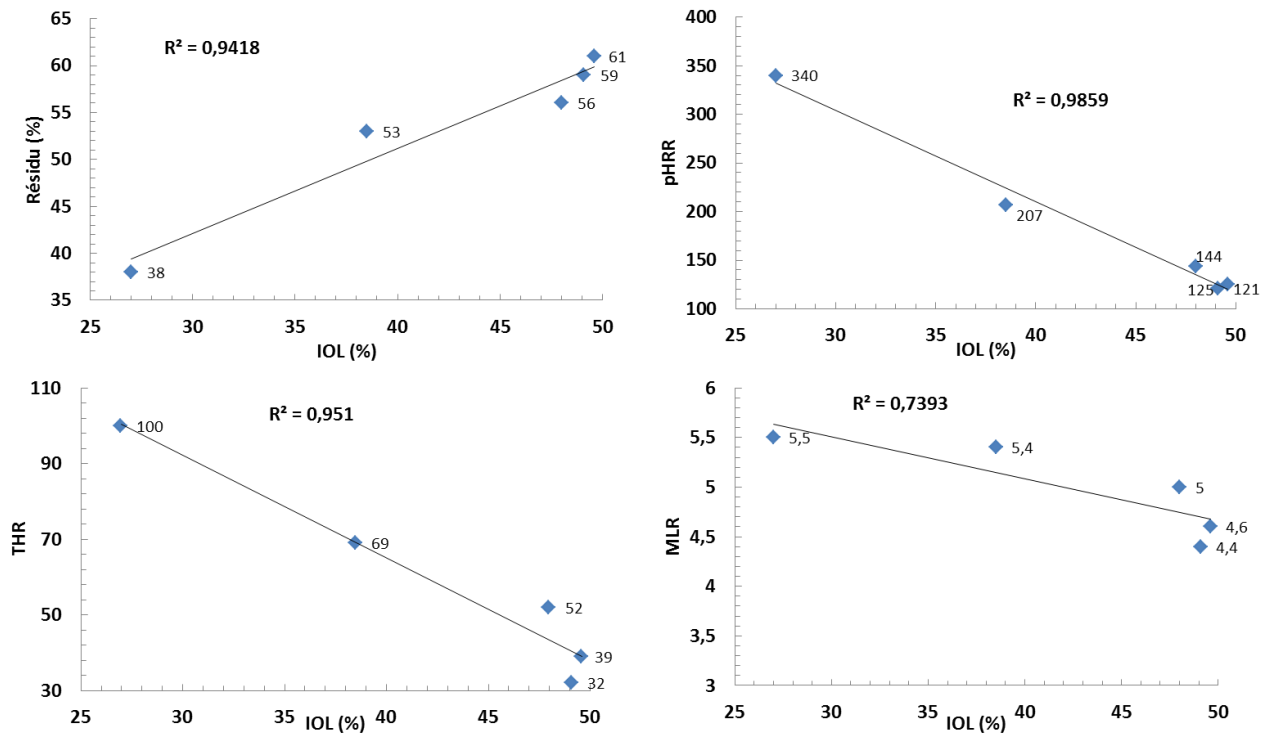 65
60
55
50
45
40
35
Résidu (%)
R² = 0,9418
38
53
56
59
61
25 30 35 40 45 50
IOL (%)
400
350
300
250
200
150
100
pHRR
R² = 0,9859
340
207
144
125
121
25 30 35 40 45 50
IOL (%)
110
90
70
50
30
THR
R² = 0,951
100
69
52
39
32
25 30 35 40 45 50
IOL (%)
6
5,5
5
4,5
4
3,5
3
MLR
R² = 0,7393
5,5
5,4
5
4,6
4,4
25 30 35 40 45 50
IOL (%)